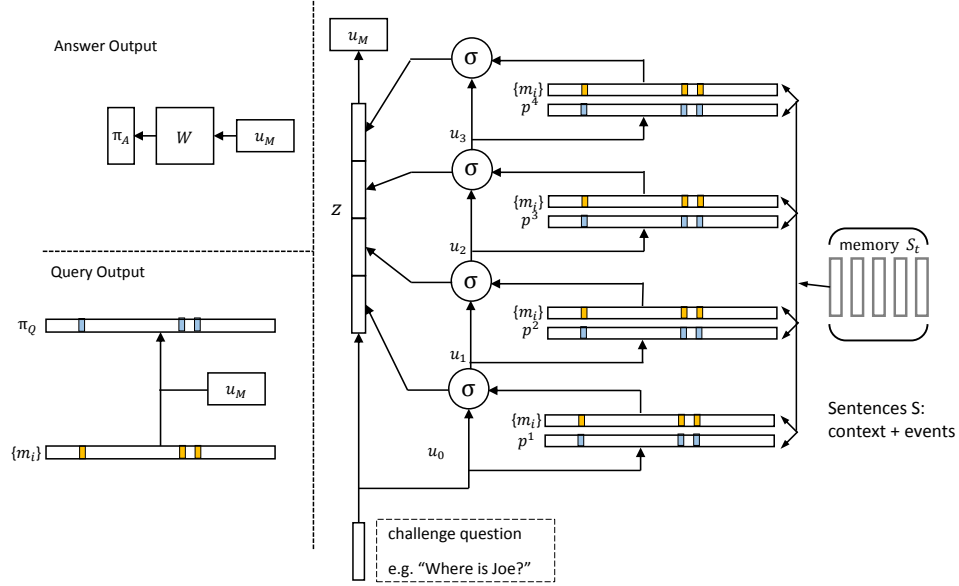 Answer Output
π_A
W
u_M
Query Output
π_Q
u_M
{m_i}
u_M
z
σ
{m_i}
p^4
u_3
σ
{m_i}
p^3
u_2
σ
{m_i}
p^2
u_1
σ
{m_i}
p^1
u_0
memory S_t
Sentences S:
context + events
challenge question
e.g. “Where is Joe?”